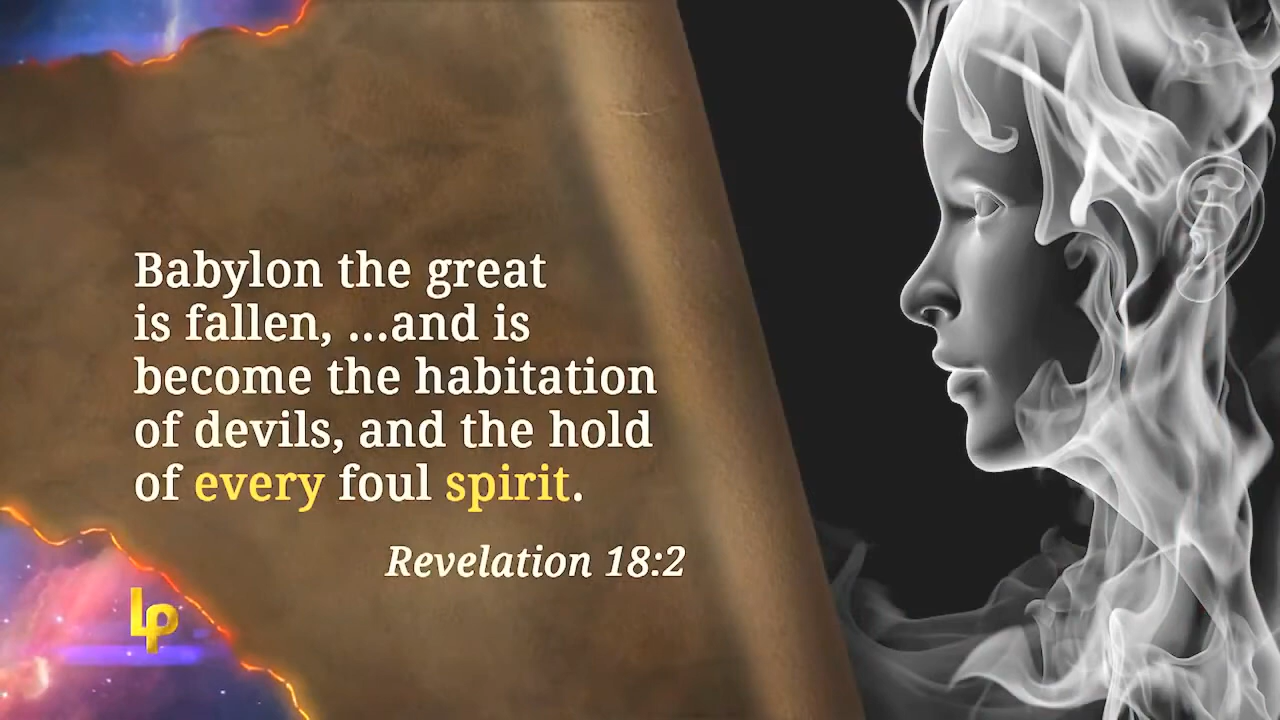 Babylon the great
is fallen, ...and is
become the habitation
of devils, and the hold
of every foul spirit.
Revelation 18:2
Lp